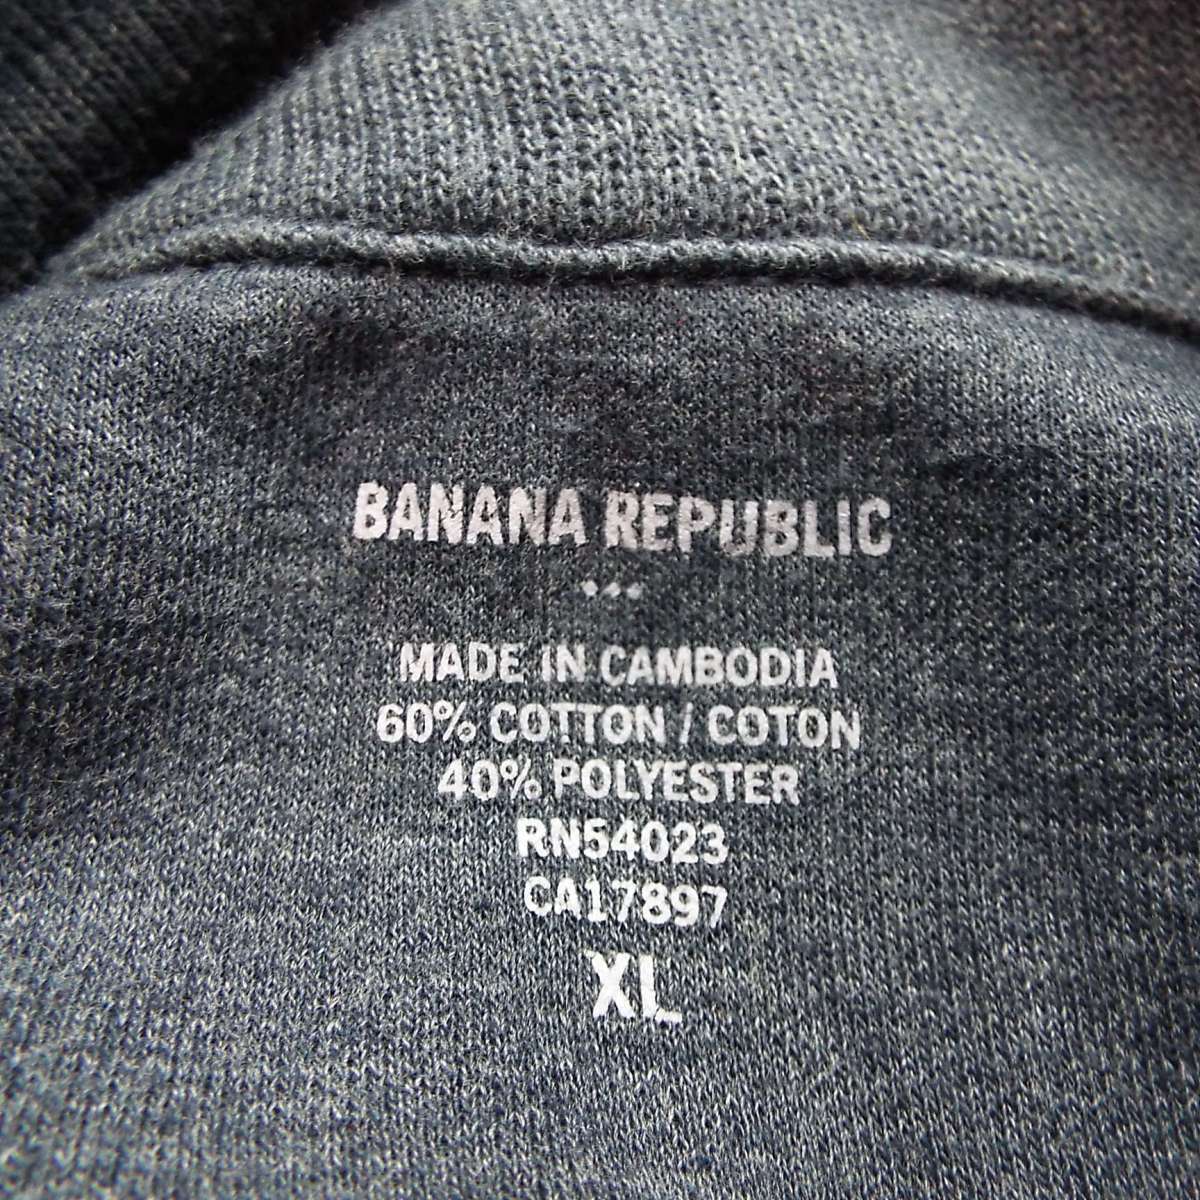 BANANA REPUBLIC
MADE IN CAMBODIA
60% COTTON / COTON
40% POLYESTER
RN54023
CA17897
XL